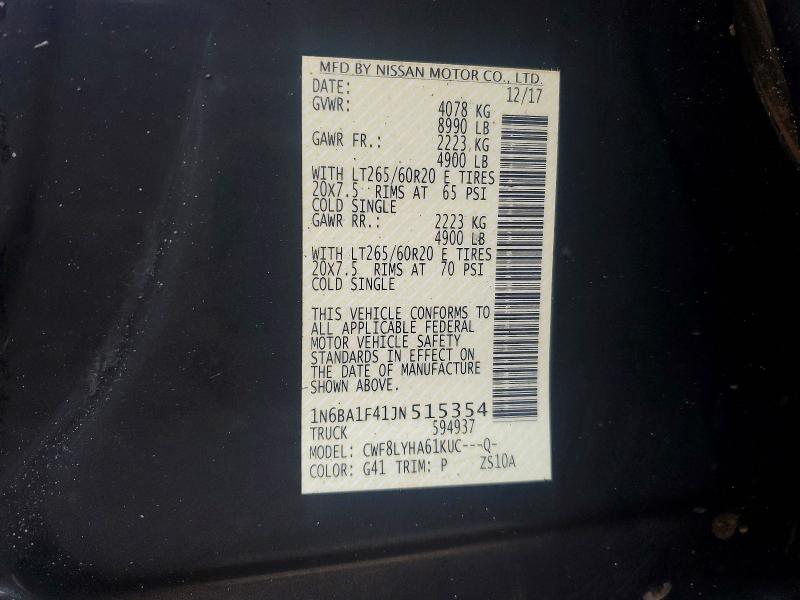 MFD BY NISSAN MOTOR CO., LTD.
DATE: 12/17
GVWR: 4078 KG
8990 LB
GAWR FR.: 2223 KG
4900 LB
WITH LT265/60R20 E TIRES
20X7.5 RIMS AT 65 PSI
COLD SINGLE
GAWR RR.: 2223 KG
4900 LB
WITH LT265/60R20 E TIRES
20X7.5 RIMS AT 70 PSI
COLD SINGLE
THIS VEHICLE CONFORMS TO
ALL APPLICABLE FEDERAL
MOTOR VEHICLE SAFETY
STANDARDS IN EFFECT ON
THE DATE OF MANUFACTURE
SHOWN ABOVE.
1N6BA1F41JN515354
TRUCK 594937
MODEL: CWF8LYHA61KUC---Q-
COLOR: G41 TRIM: P ZS10A